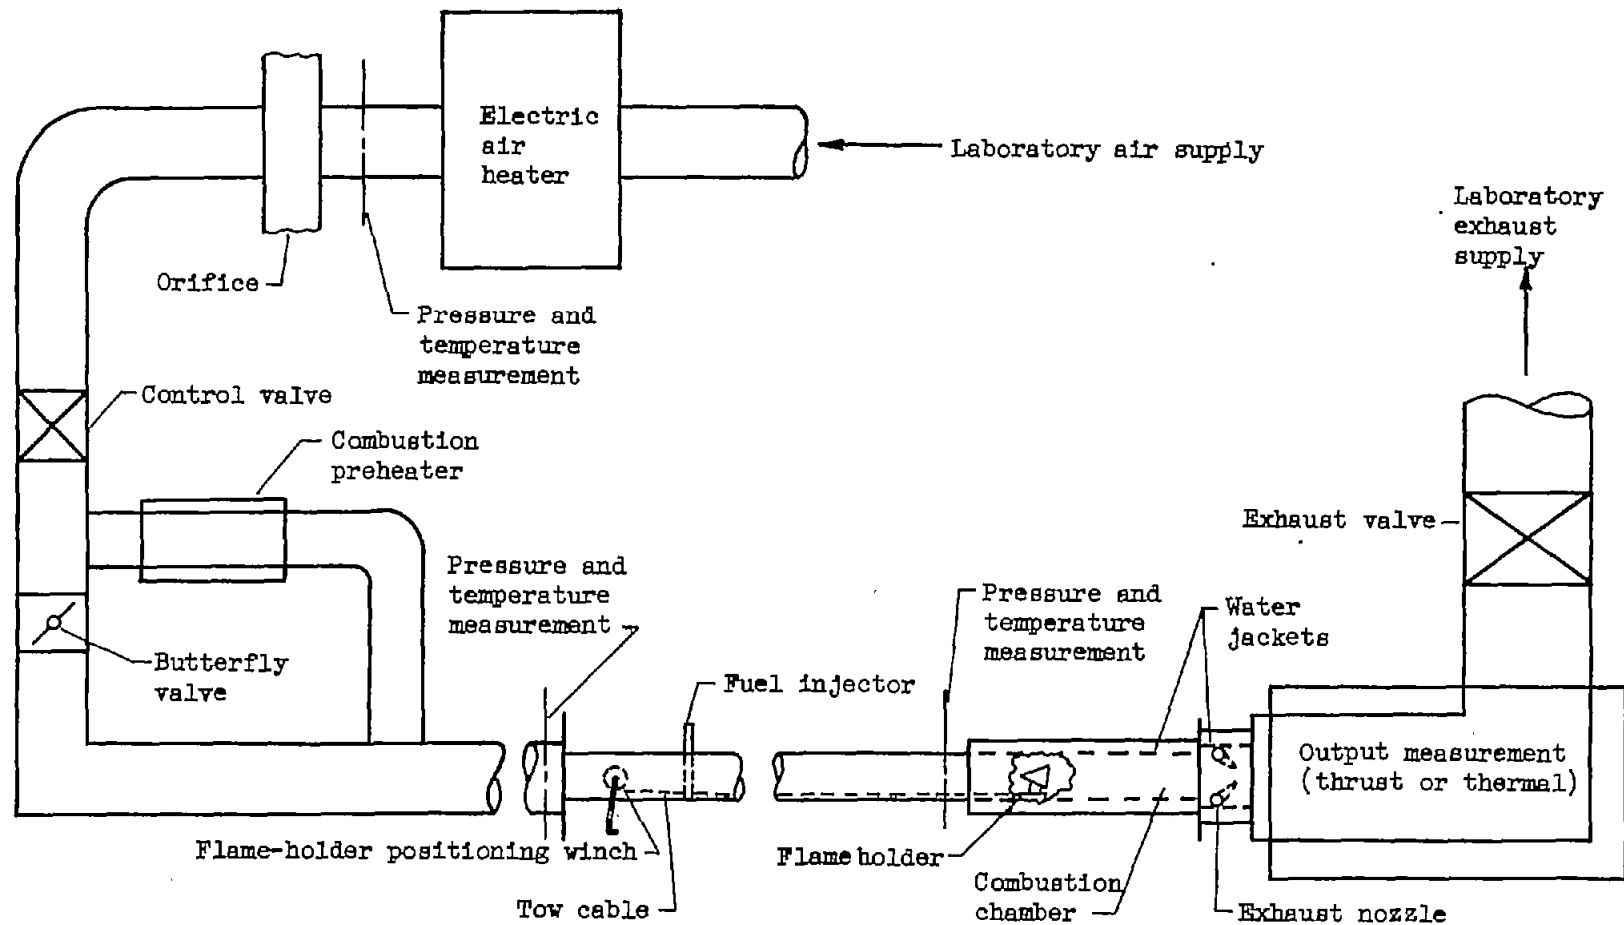 Electric
air
heater
Laboratory air supply
Laboratory
exhaust
supply
Orifice
Pressure and
temperature
measurement
Control valve
Combustion
preheater
Exhaust valve
Pressure and
temperature
measurement
Pressure and
temperature
measurement
Water
jackets
Butterfly
valve
Fuel injector
Output measurement
(thrust or thermal)
Flame-holder positioning winch
Flame holder
Tow cable
Combustion
chamber
Exhaust nozzle